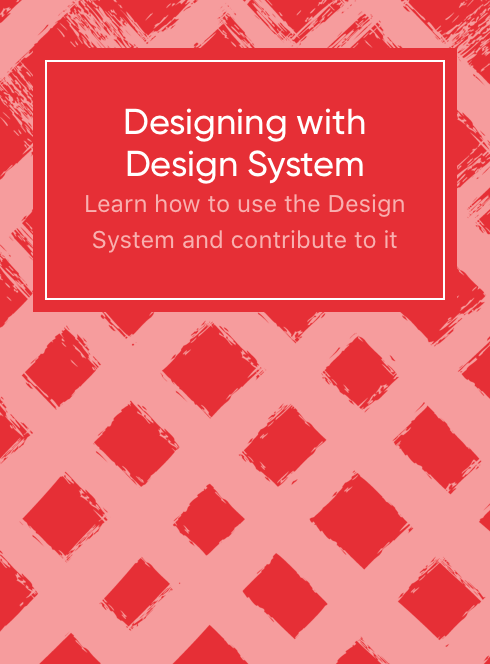 Designing with
Design System
Learn how to use the Design
System and contribute to it